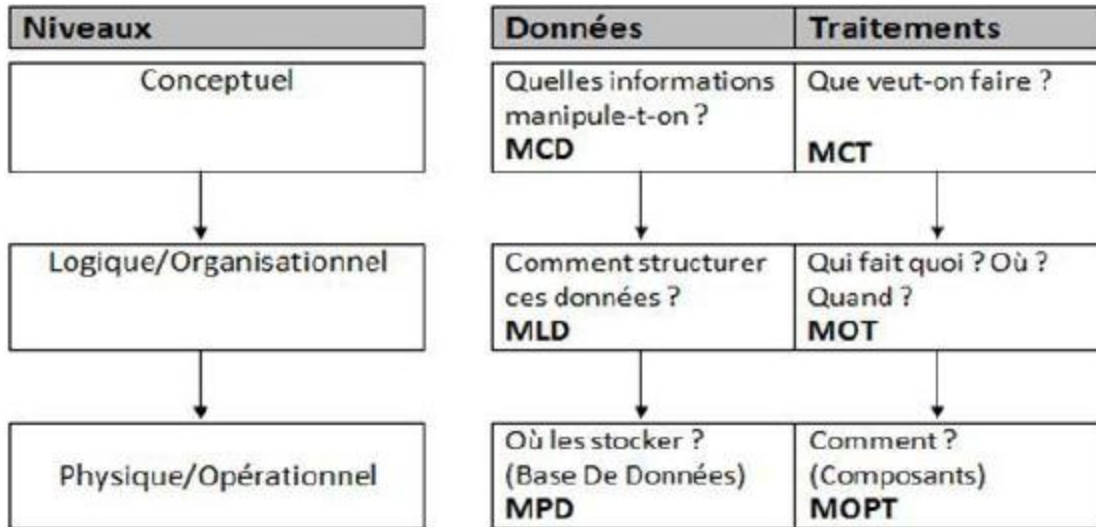 Niveaux
Données
Traitements
Conceptuel
Quelles informations
manipule-t-on ?
MCD
Que veut-on faire ?
MCT
Logique/Organisationnel
Comment structurer
ces données ?
MLD
Qui fait quoi ? Où ?
Quand ?
MOT
Physique/Opérationnel
Où les stocker ?
(Base De Données)
MPD
Comment ?
(Composants)
MOPT